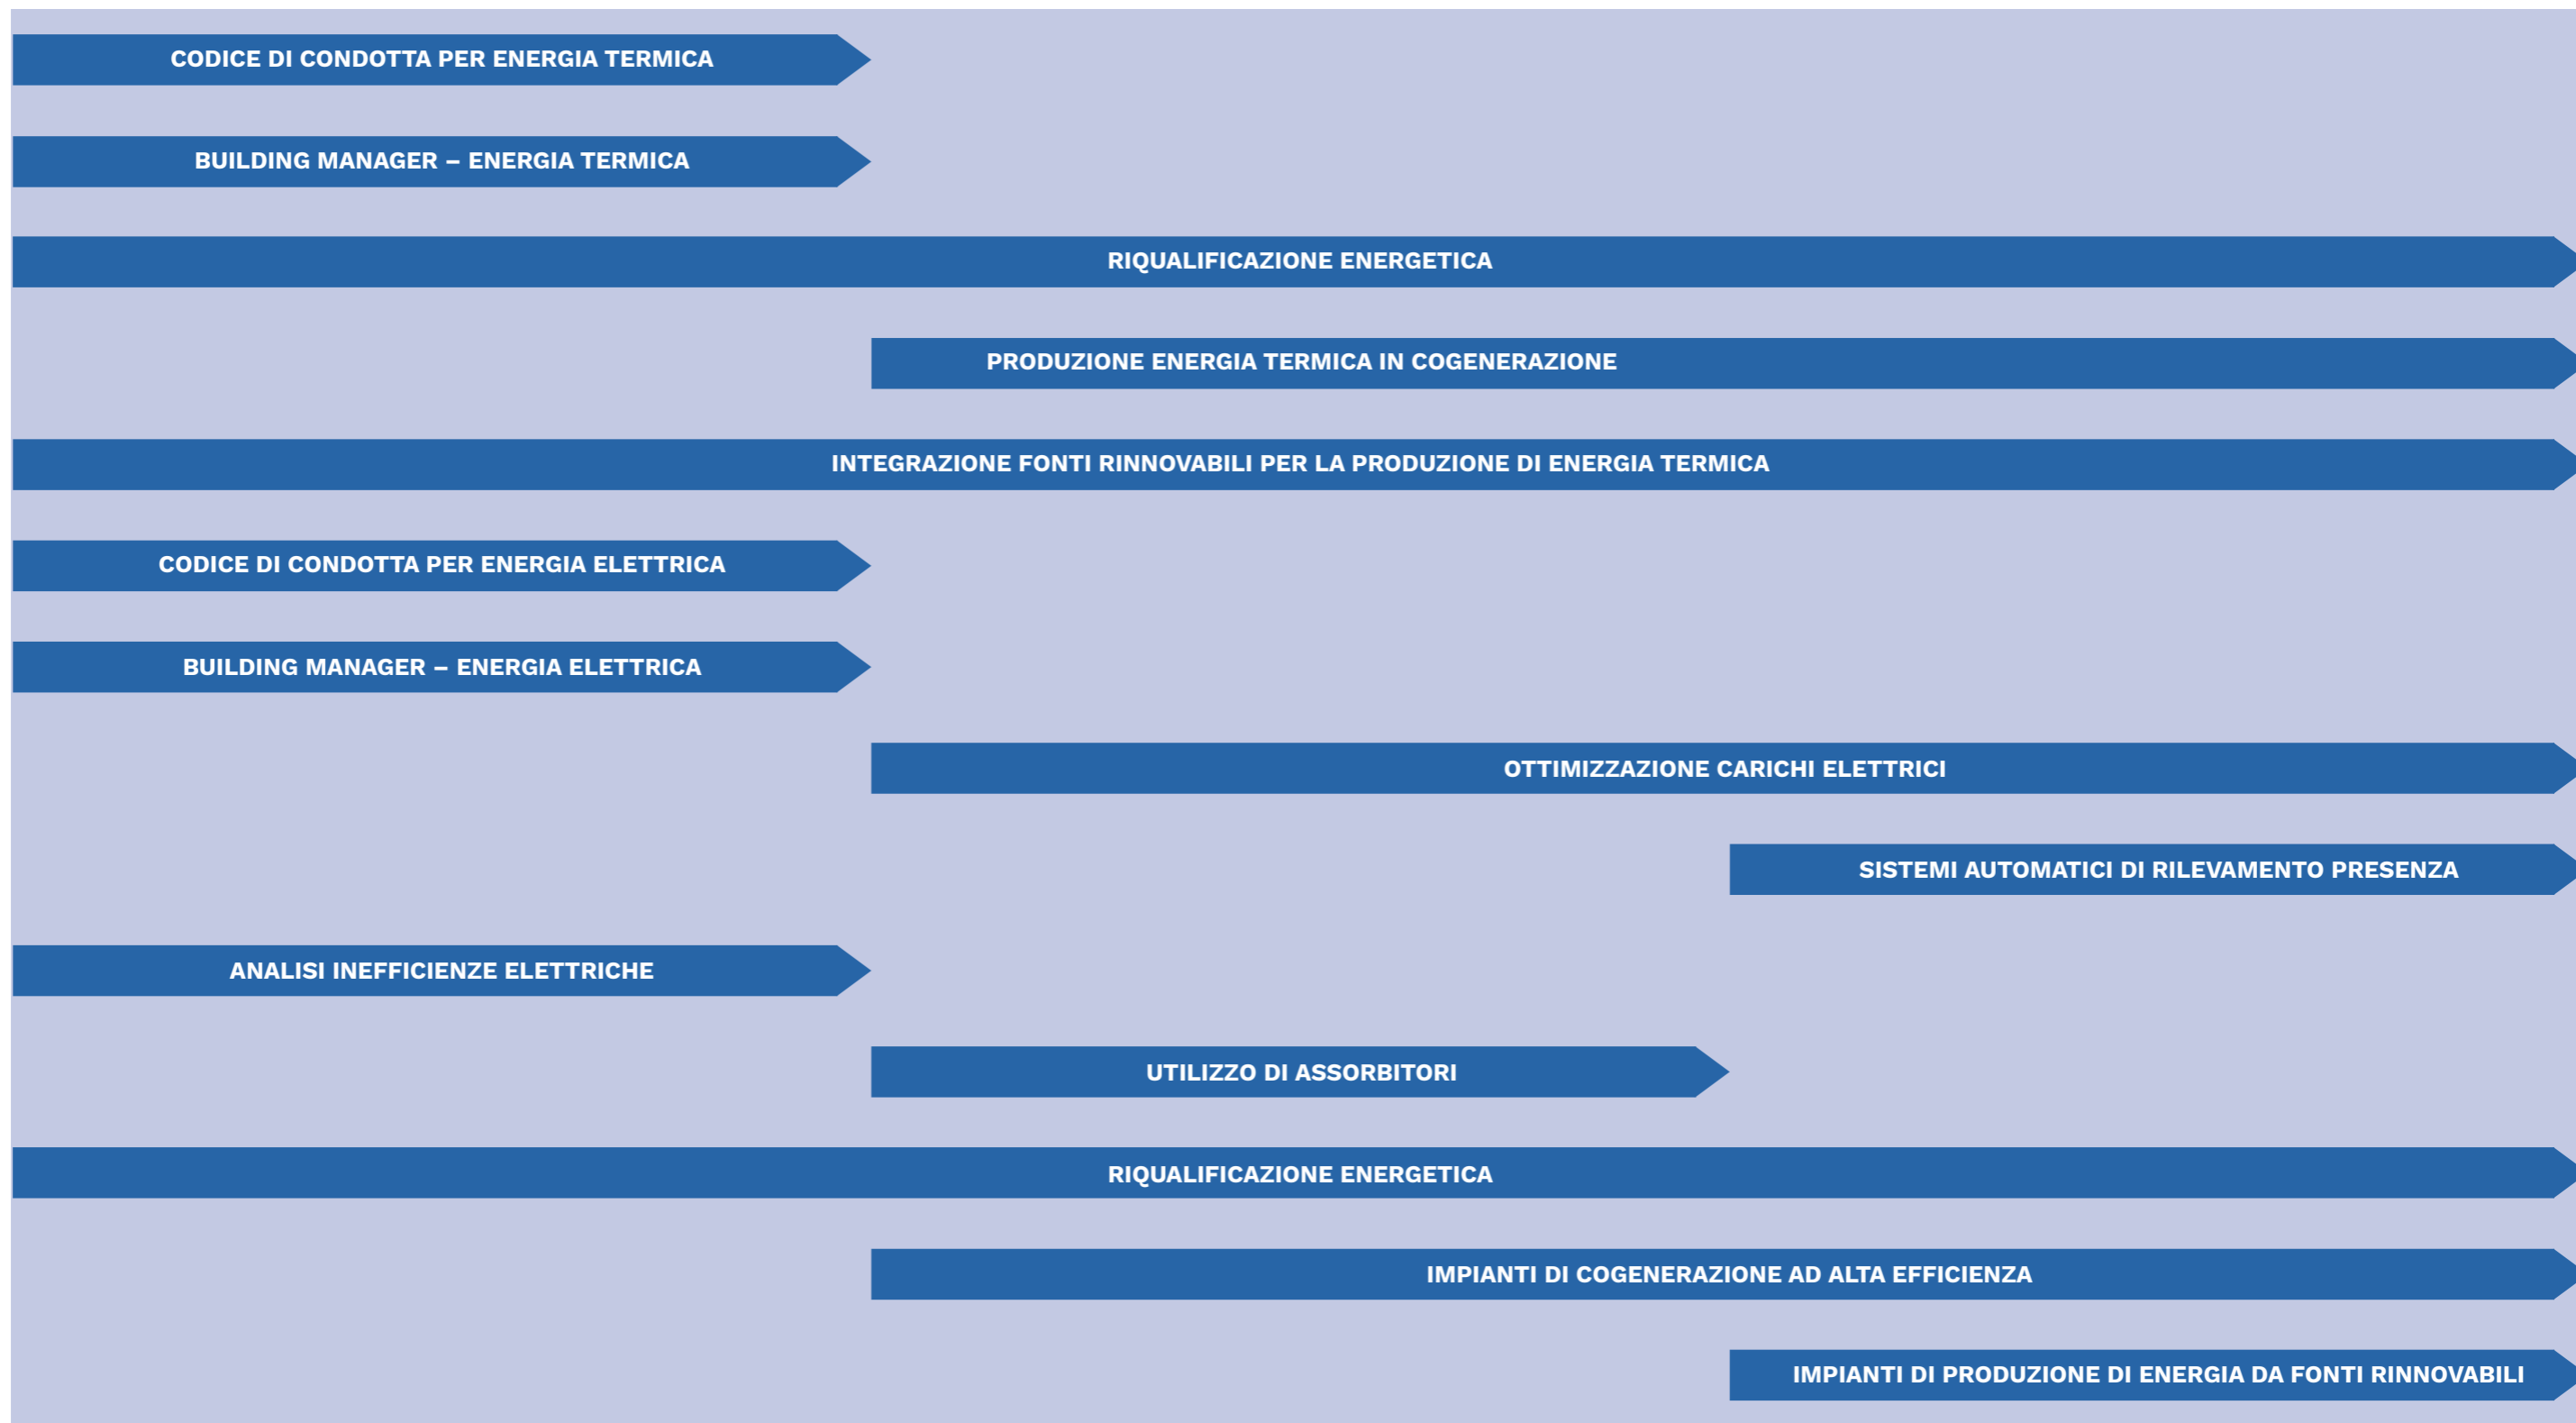 CODICE DI CONDOTTA PER ENERGIA TERMICA
BUILDING MANAGER – ENERGIA TERMICA
RIQUALIFICAZIONE ENERGETICA
PRODUZIONE ENERGIA TERMICA IN COGENERAZIONE
INTEGRAZIONE FONTI RINNOVABILI PER LA PRODUZIONE DI ENERGIA TERMICA
CODICE DI CONDOTTA PER ENERGIA ELETTRICA
BUILDING MANAGER – ENERGIA ELETTRICA
OTTIMIZZAZIONE CARICHI ELETTRICI
SISTEMI AUTOMATICI DI RILEVAMENTO PRESENZA
ANALISI INEFFICIENZE ELETTRICHE
UTILIZZO DI ASSORBITORI
RIQUALIFICAZIONE ENERGETICA
IMPIANTI DI COGENERAZIONE AD ALTA EFFICIENZA
IMPIANTI DI PRODUZIONE DI ENERGIA DA FONTI RINNOVABILI